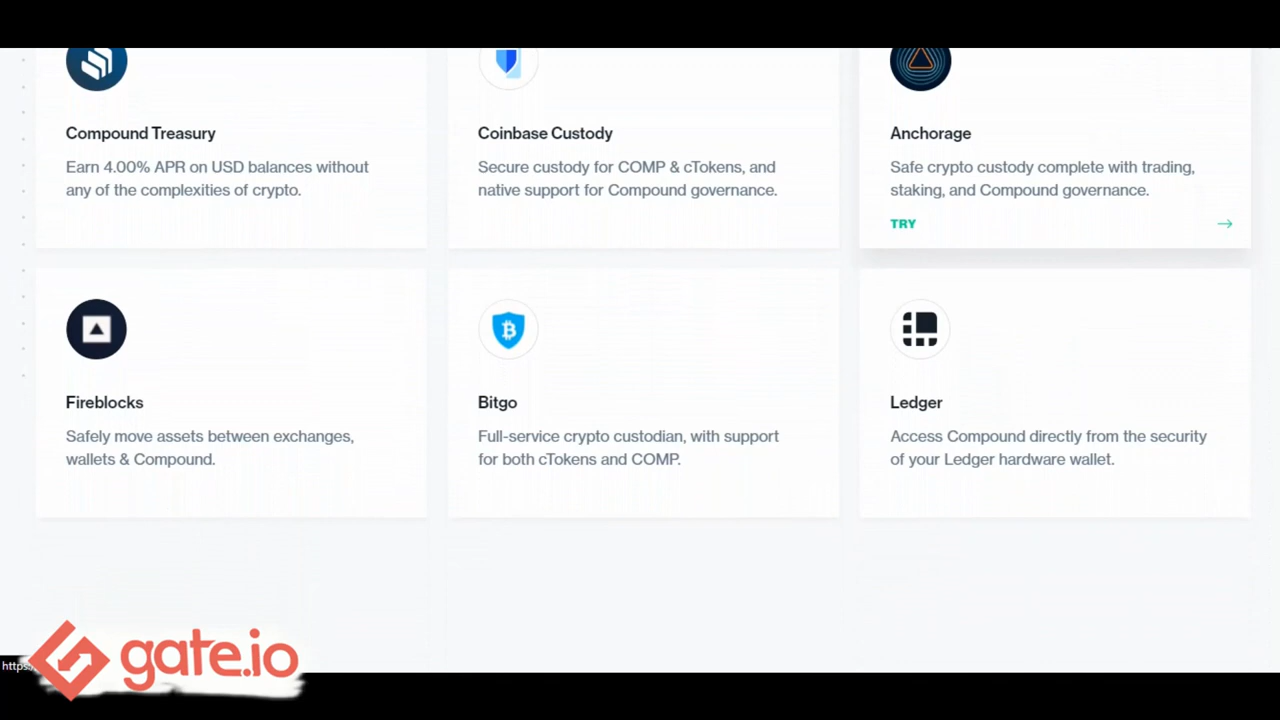 Compound Treasury
Earn 4.00% APR on USD balances without
any of the complexities of crypto.
Coinbase Custody
Secure custody for COMP & cTokens, and
native support for Compound governance.
Anchorage
Safe crypto custody complete with trading,
staking, and Compound governance.
TRY
Fireblocks
Safely move assets between exchanges,
wallets & Compound.
Bitgo
Full-service crypto custodian, with support
for both cTokens and COMP.
Ledger
Access Compound directly from the security
of your Ledger hardware wallet.
https:
gate.io